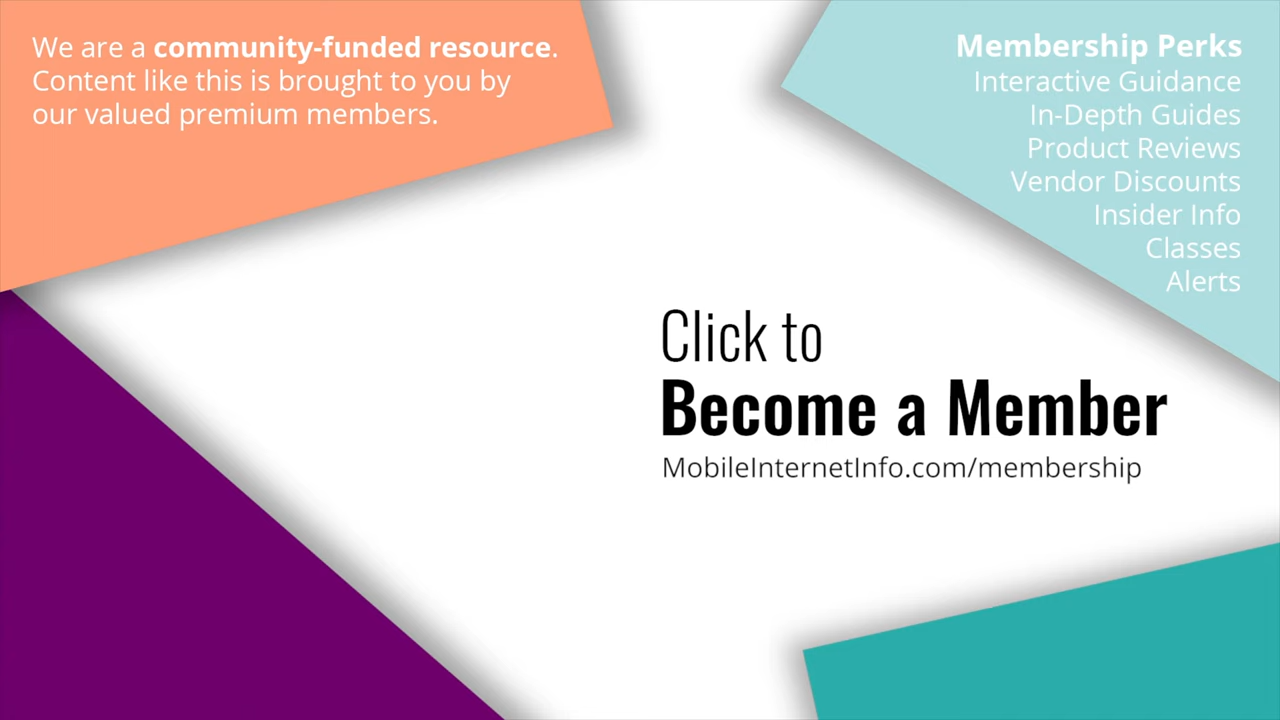 We are a community-funded resource.
Content like this is brought to you by
our valued premium members.
Membership Perks
Interactive Guidance
In-Depth Guides
Product Reviews
Vendor Discounts
Insider Info
Classes
Alerts
Click to
Become a Member
MobileInternetInfo.com/membership